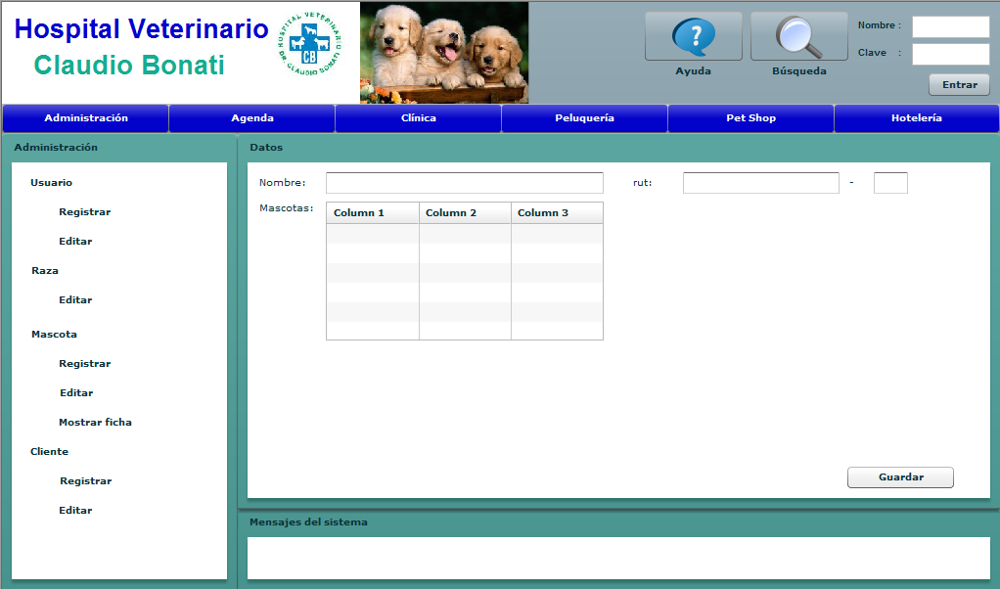 Hospital Veterinario
Claudio Bonati
HOSPITAL VETERINARIO
DR. CLAUDIO BONATI
CB
Ayuda
Búsqueda
Nombre :
Clave :
Entrar
Administración
Agenda
Clínica
Peluquería
Pet Shop
Hotelería
Administración
Usuario
Registrar
Editar
Raza
Editar
Mascota
Registrar
Editar
Mostrar ficha
Cliente
Registrar
Editar
Datos
Nombre:
rut: -
Mascotas:
Column 1 Column 2 Column 3
Guardar
Mensajes del sistema